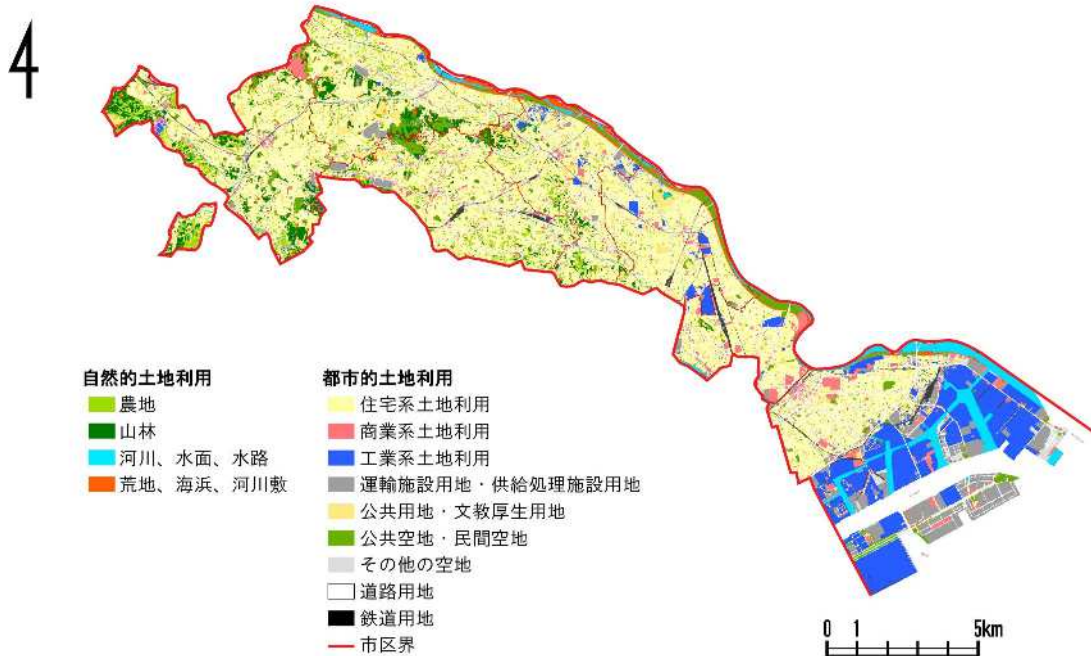 自然的土地利用
農地
山林
河川、水面、水路
荒地、海浜、河川敷
都市的土地利用
住宅系土地利用
商業系土地利用
工業系土地利用
運輸施設用地・供給処理施設用地
公共用地・文教厚生用地
公共空地・民間空地
その他の空地
道路用地
鉄道用地
市区界
0 1 5km